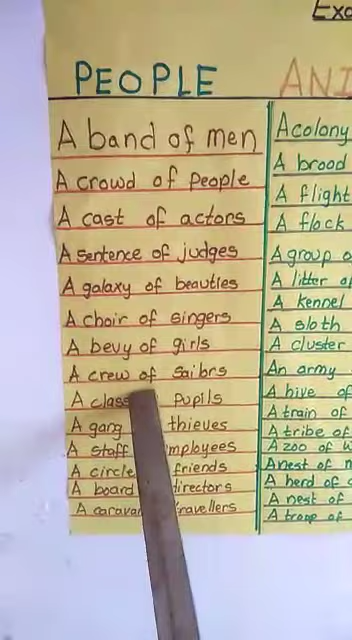 Exa
PEOPLE
A band of men
A crowd of people
A cast of actors
A sentence of judges
A galaxy of beauties
A choir of singers
A bevy of girls
A crew of sailors
A class Pupils
A gang thieves
A staff employees
A circle friends
A board directors
A caravan travellers
ANI
A colony
A brood
A flight
A flock
A group o
A litter of
A kennel
A sloth
A cluster
An army
A hive of
A train of
A tribe of
A zoo of w
A nest of m
A herd of
A nest of
A troop of